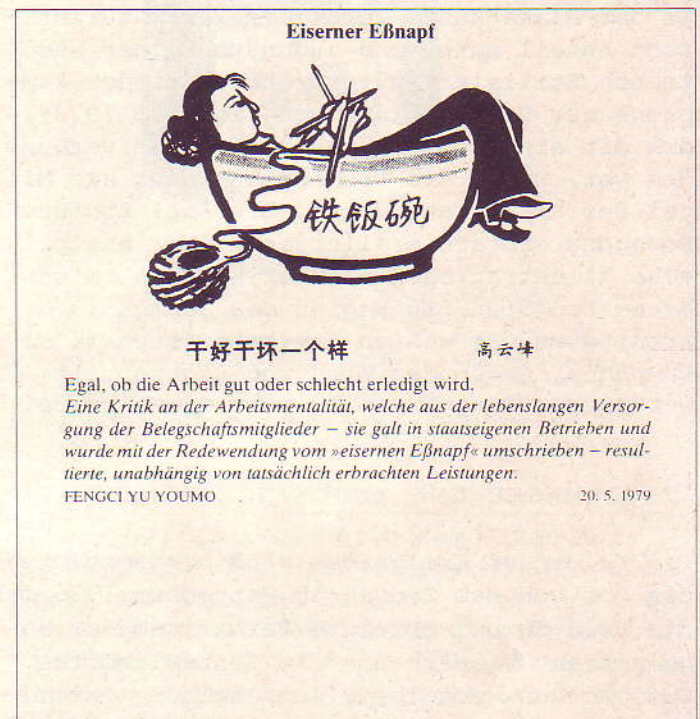 Eiserner Eßnapf
铁饭碗
干好干坏一个样 高云峰
Egal, ob die Arbeit gut oder schlecht erledigt wird.
Eine Kritik an der Arbeitsmentalität, welche aus der lebenslangen Versor-
gung der Belegschaftsmitglieder – sie galt in staatseigenen Betrieben und
wurde mit der Redewendung vom »eisernen Eßnapf« umschrieben – resul-
tierte, unabhängig von tatsächlich erbrachten Leistungen.
FENGCI YU YOUMO 20. 5. 1979